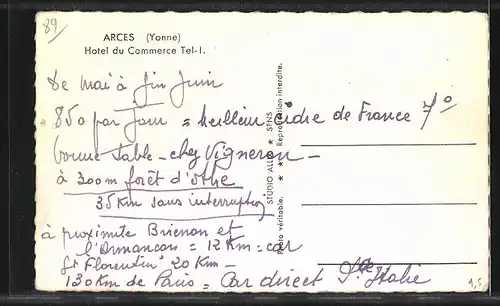 89
ARCES (Yonne)
Hotel du Commerce Tel-1.
de mai à fin juin
850 par jour = meilleur cidre de France 7°
bonne table - chez Vigneron -
à 300m forêt d'Othe
35 Km sans interruption
à proximité Brienon et
l'Armançon = 12 Km = car
St Florentin 20 Km -
130 Km de Paris = Car direct Italie
STUDIO ★ SENS
véritable. ★ Reproduction interdite.